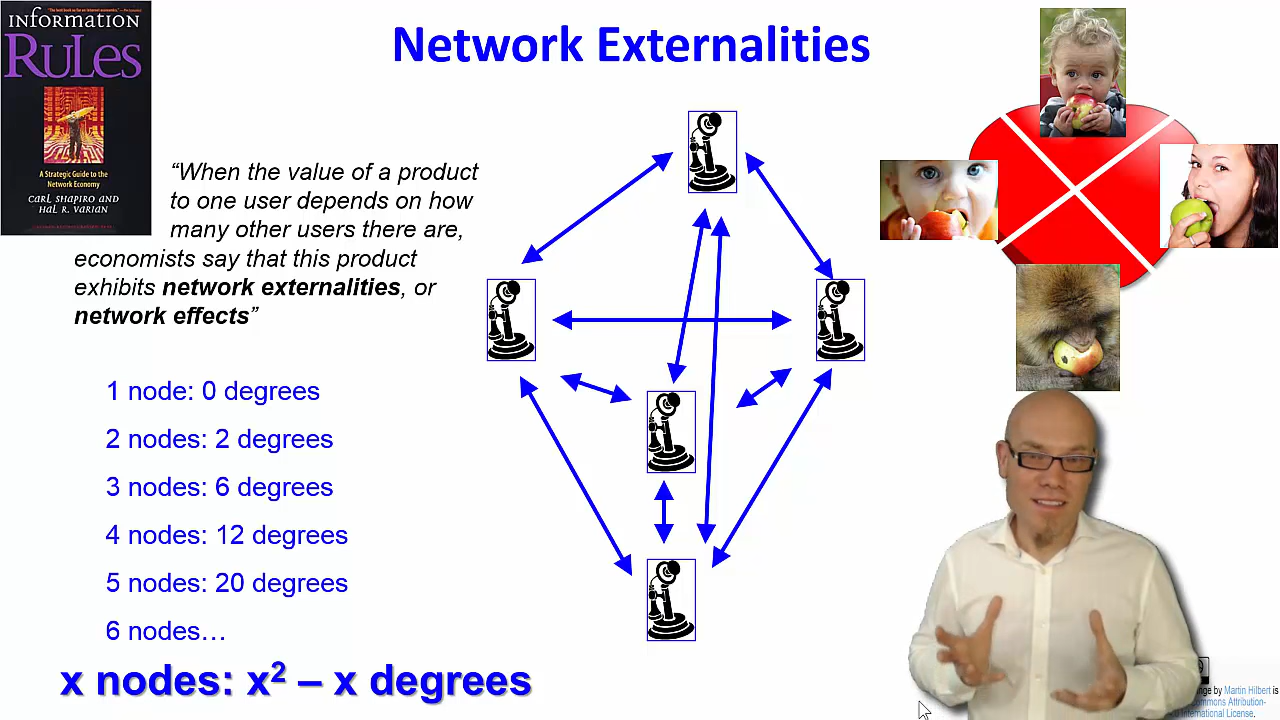 INFORMATION
RULES
A Strategic Guide to the
Network Economy
CARL SHAPIRO AND
HAL R. VARIAN
Network Externalities
“When the value of a product
to one user depends on how
many other users there are,
economists say that this product
exhibits network externalities, or
network effects”
1 node: 0 degrees
2 nodes: 2 degrees
3 nodes: 6 degrees
4 nodes: 12 degrees
5 nodes: 20 degrees
6 nodes…
x nodes: x² – x degrees
by Martin Hilbert is
Commons Attribution-
International License.